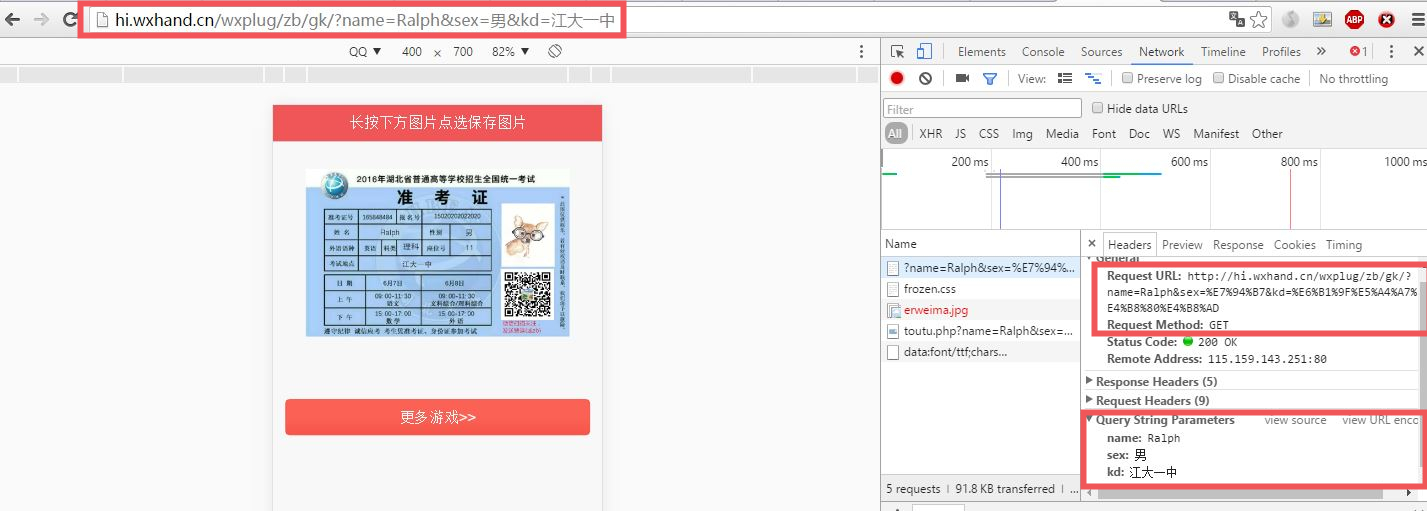 hi.wxhand.cn/wxplug/zb/gk/?name=Ralph&sex=男&kd=江大一中
ABP
QQ ▼ 400 × 700 82% ▼
长按下方图片点选保存图片
2016年湖北省普通高等学校招生全国统一考试
准 考 证
准考证号 165848484 报名号 15020202022020
姓 名 Ralph 性别 男
外语语种 英语 科类 理科 座位号 11
考试地点 江大一中
日 期 6月7日 6月8日
上 午 09:00-11:30 语文 09:00-11:30 文科综合/理科综合
下 午 15:00-17:00 数学 15:00-17:00 外语
遵守纪律 诚信应考 考生凭准考证、身份证参加考试
更多游戏>>
Elements Console Sources Network Timeline Profiles » 1
View: Preserve log Disable cache No throttling
Filter Hide data URLs
All XHR JS CSS Img Media Font Doc WS Manifest Other
200 ms 400 ms 600 ms 800 ms 1000 ms
Name
?name=Ralph&sex=%E7%94%...
frozen.css
erweima.jpg
toutu.php?name=Ralph&sex=...
data:font/ttf;chars...
5 requests | 91.8 KB transferred | ...
× Headers Preview Response Cookies Timing
General
Request URL: http://hi.wxhand.cn/wxplug/zb/gk/?
name=Ralph&sex=%E7%94%B7&kd=%E6%B1%9F%E5%A4%A7%
E4%B8%80%E4%B8%AD
Request Method: GET
Status Code: 200 OK
Remote Address: 115.159.143.251:80
Response Headers (5)
Request Headers (9)
Query String Parameters view source view URL enco
name: Ralph
sex: 男
kd: 江大一中